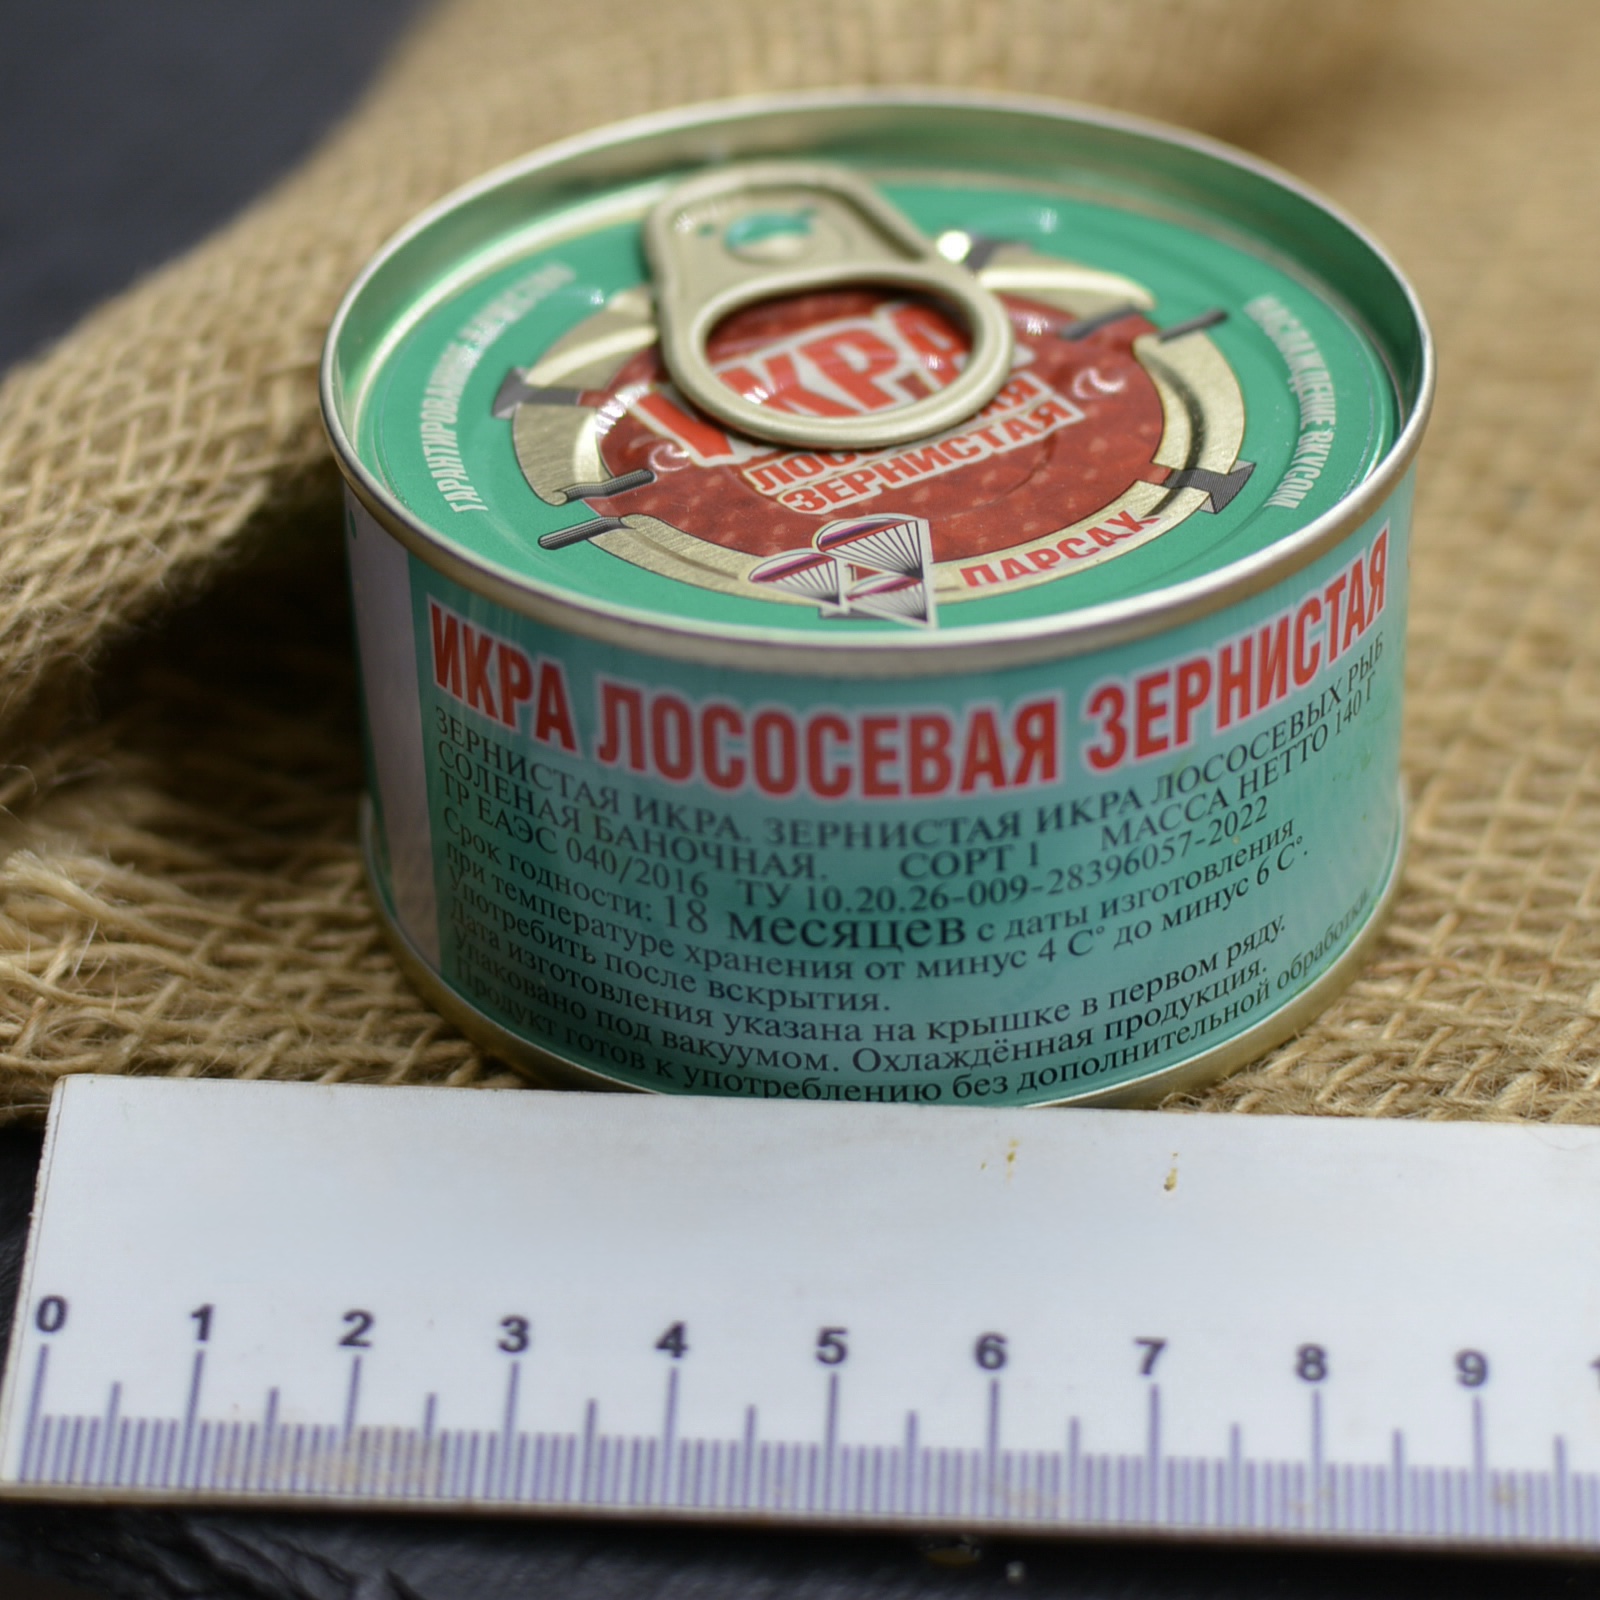 ГАРАНТИРОВАННОЕ КАЧЕСТВО
НАСЛАЖДЕНИЕ ВКУСОМ
ИКРА
ЛОСОСЕВАЯ
ЗЕРНИСТАЯ
ПАРСАХ
ИКРА ЛОСОСЕВАЯ ЗЕРНИСТАЯ
ЗЕРНИСТАЯ ИКРА. ЗЕРНИСТАЯ ИКРА ЛОСОСЕВЫХ РЫБ
СОЛЕНАЯ БАНОЧНАЯ. СОРТ 1 МАССА НЕТТО 140 Г
ТР ЕАЭС 040/2016 ТУ 10.20.26-009-28396057-2022
Срок годности: 18 месяцев с даты изготовления
при температуре хранения от минус 4 С° до минус 6 С°.
Употребить после вскрытия.
Дата изготовления указана на крышке в первом ряду.
Упаковано под вакуумом. Охлаждённая продукция.
Продукт готов к употреблению без дополнительной обработки.
0 1 2 3 4 5 6 7 8 9